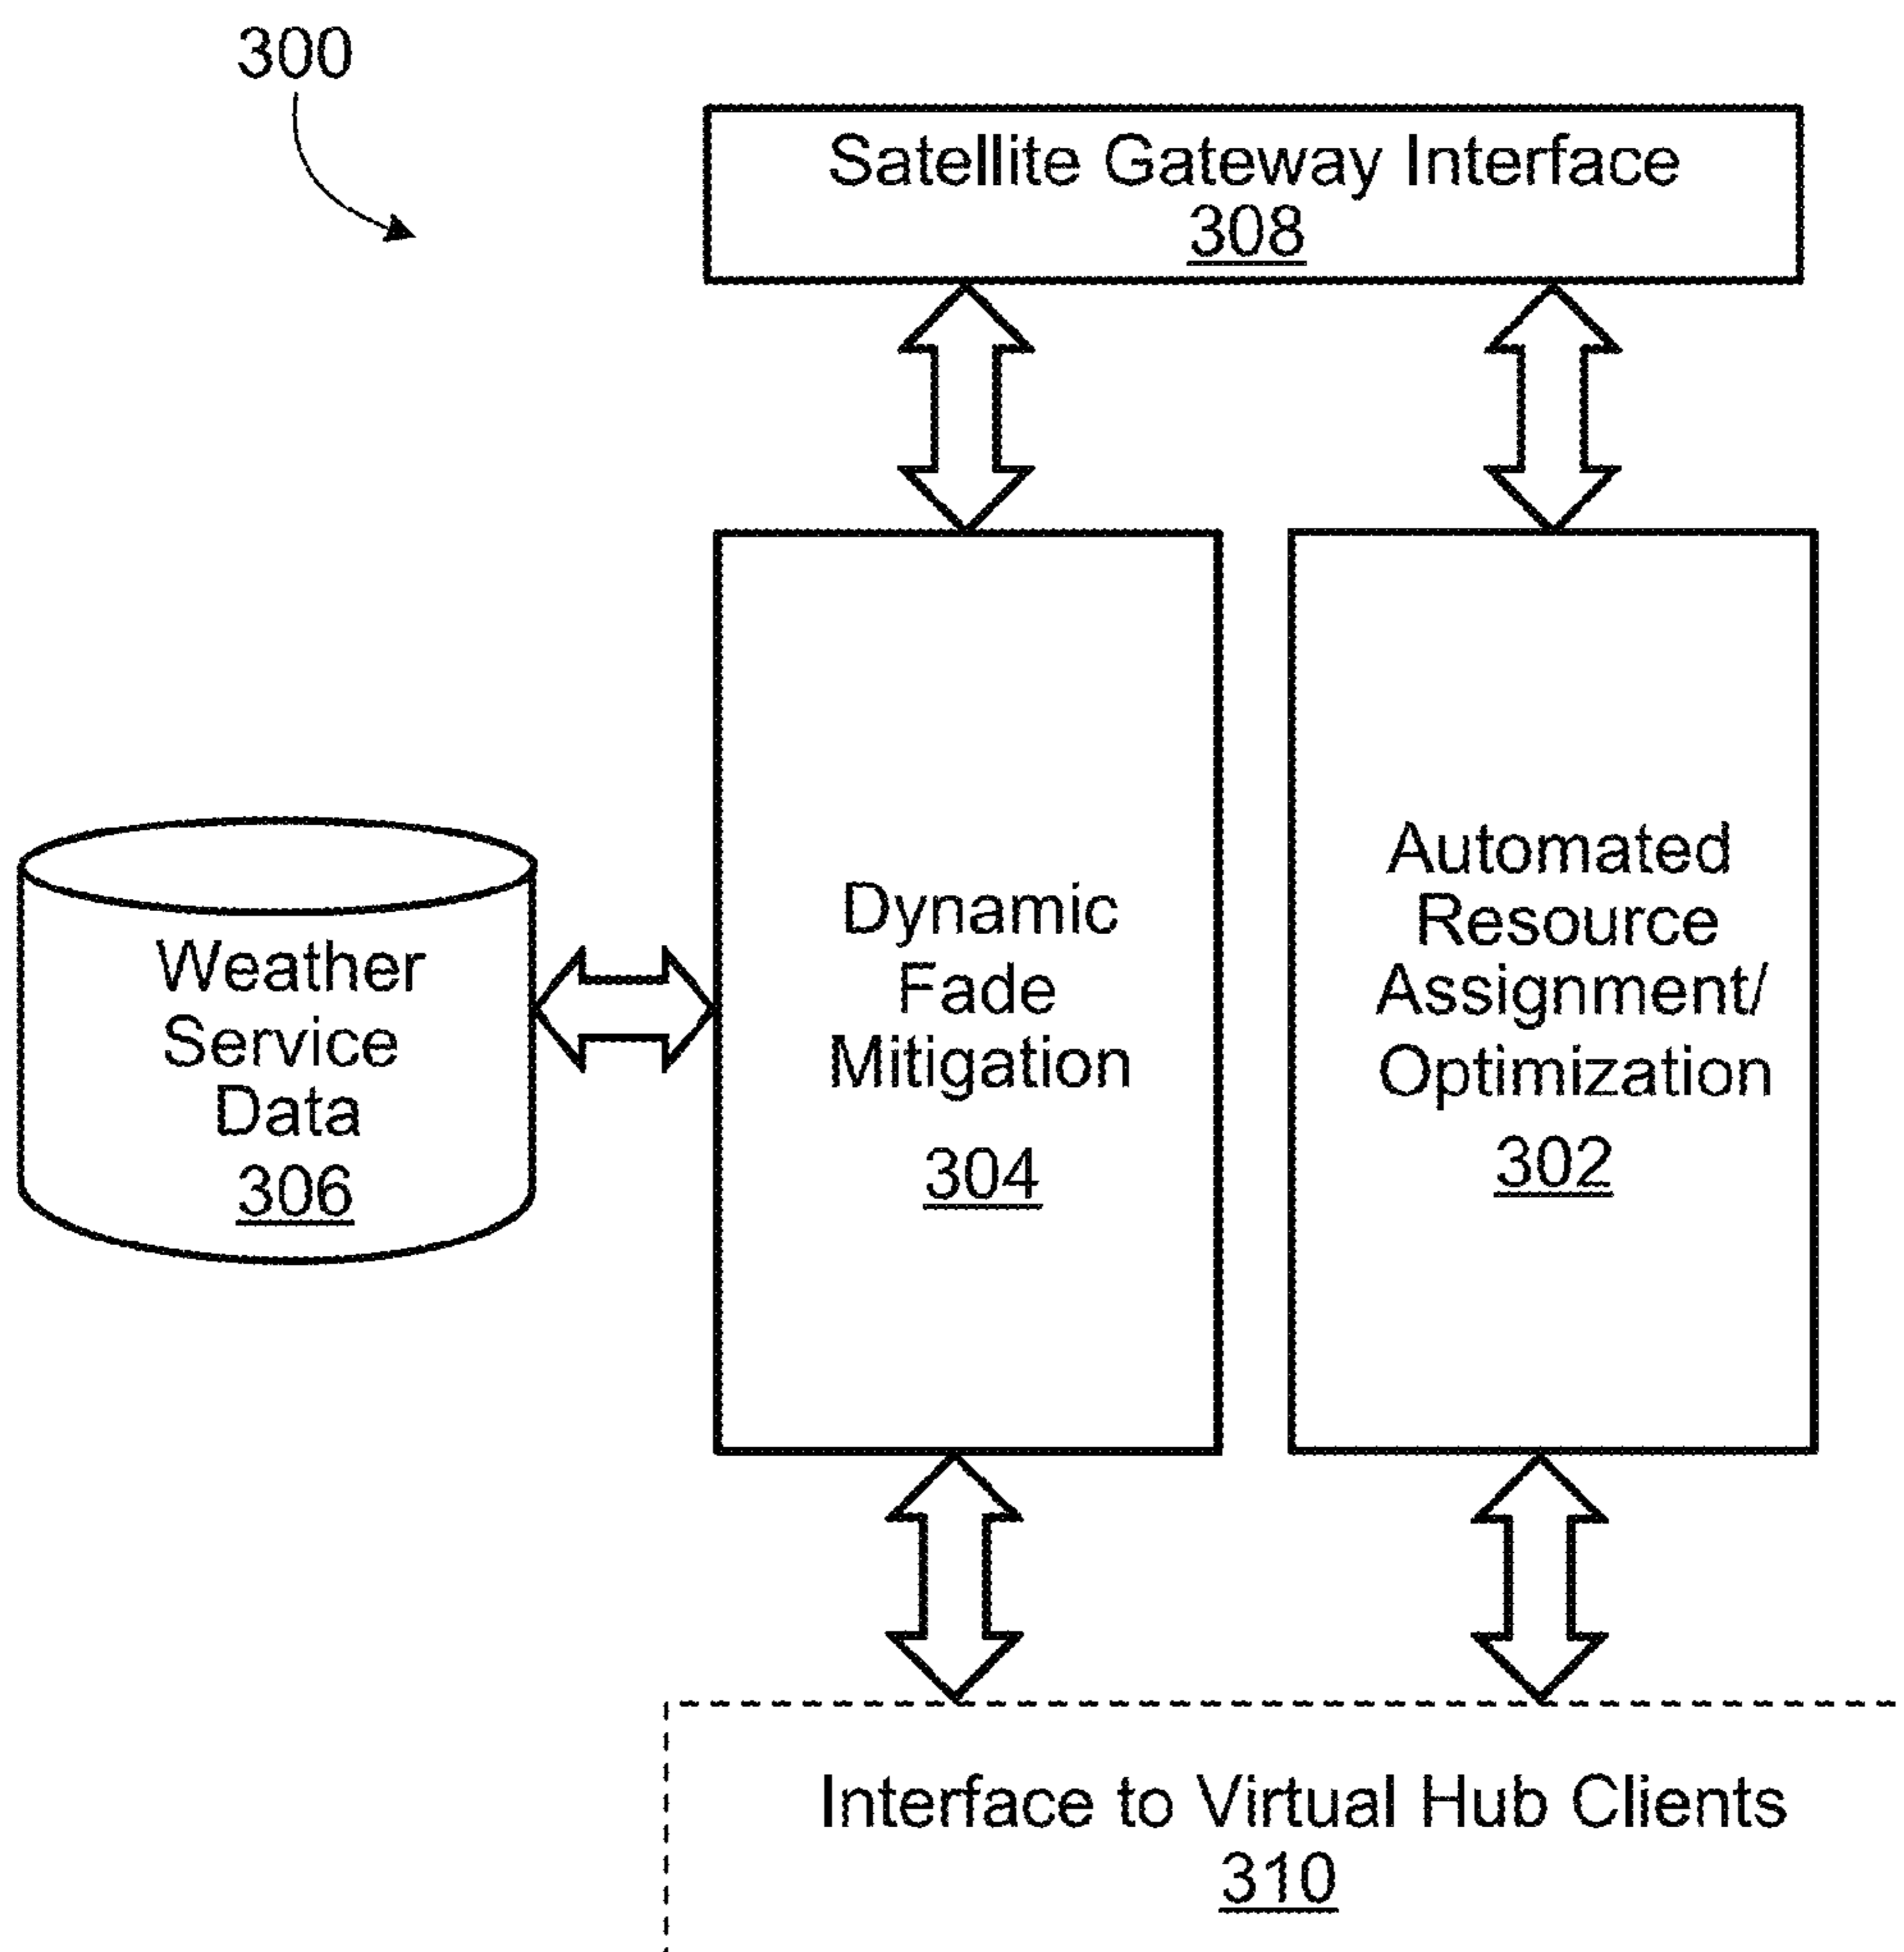 300
Satellite Gateway Interface
308
Weather
Service
Data
306
Dynamic
Fade
Mitigation
304
Automated
Resource
Assignment/
Optimization
302
Interface to Virtual Hub Clients
310